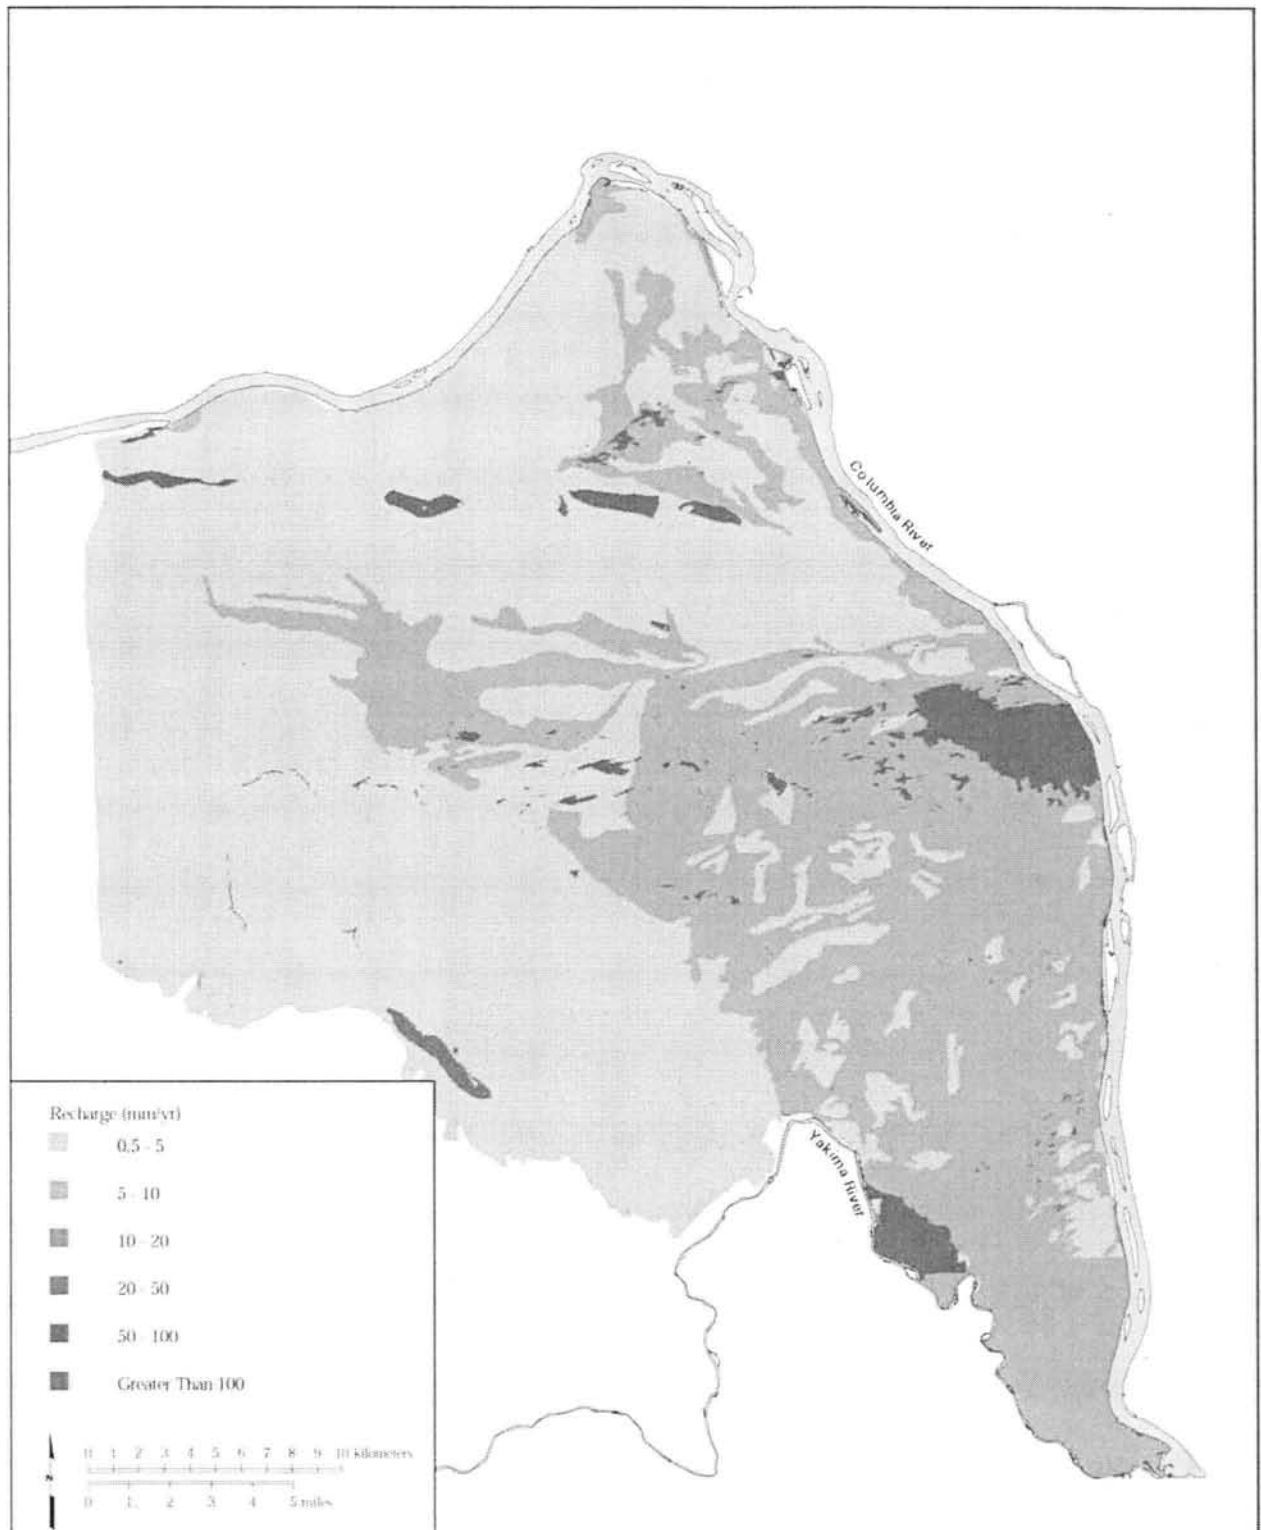 Columbia River
Yakima River
Recharge (mm/yr)
0.5 - 5
5 - 10
10 - 20
20 - 50
50 - 100
Greater Than 100
0 1 2 3 4 5 6 7 8 9 10 kilometers
N
0 1 2 3 4 5 miles